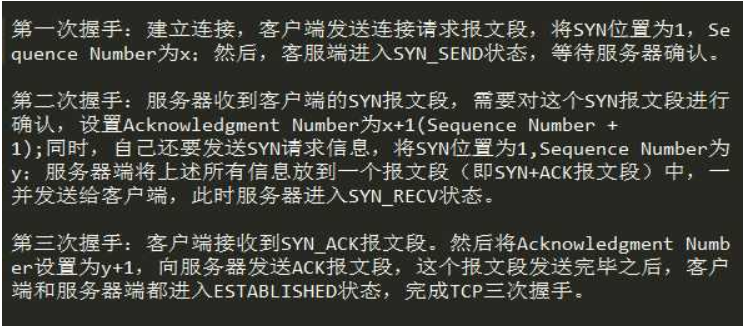 第一次握手：建立连接，客户端发送连接请求报文段，将SYN位置为1，Se
quence Number为x；然后，客服端进入SYN_SEND状态，等待服务器确认。
第二次握手：服务器收到客户端的SYN报文段，需要对这个SYN报文段进行
确认，设置Acknowledgment Number为x+1(Sequence Number +
1);同时，自己还要发送SYN请求信息，将SYN位置为1,Sequence Number为
y；服务器端将上述所有信息放到一个报文段（即SYN+ACK报文段）中，一
并发送给客户端，此时服务器进入SYN_RECV状态。
第三次握手：客户端接收到SYN_ACK报文段。然后将Acknowledgment Numb
er设置为y+1，向服务器发送ACK报文段，这个报文段发送完毕之后，客户
端和服务器端都进入ESTABLISHED状态，完成TCP三次握手。